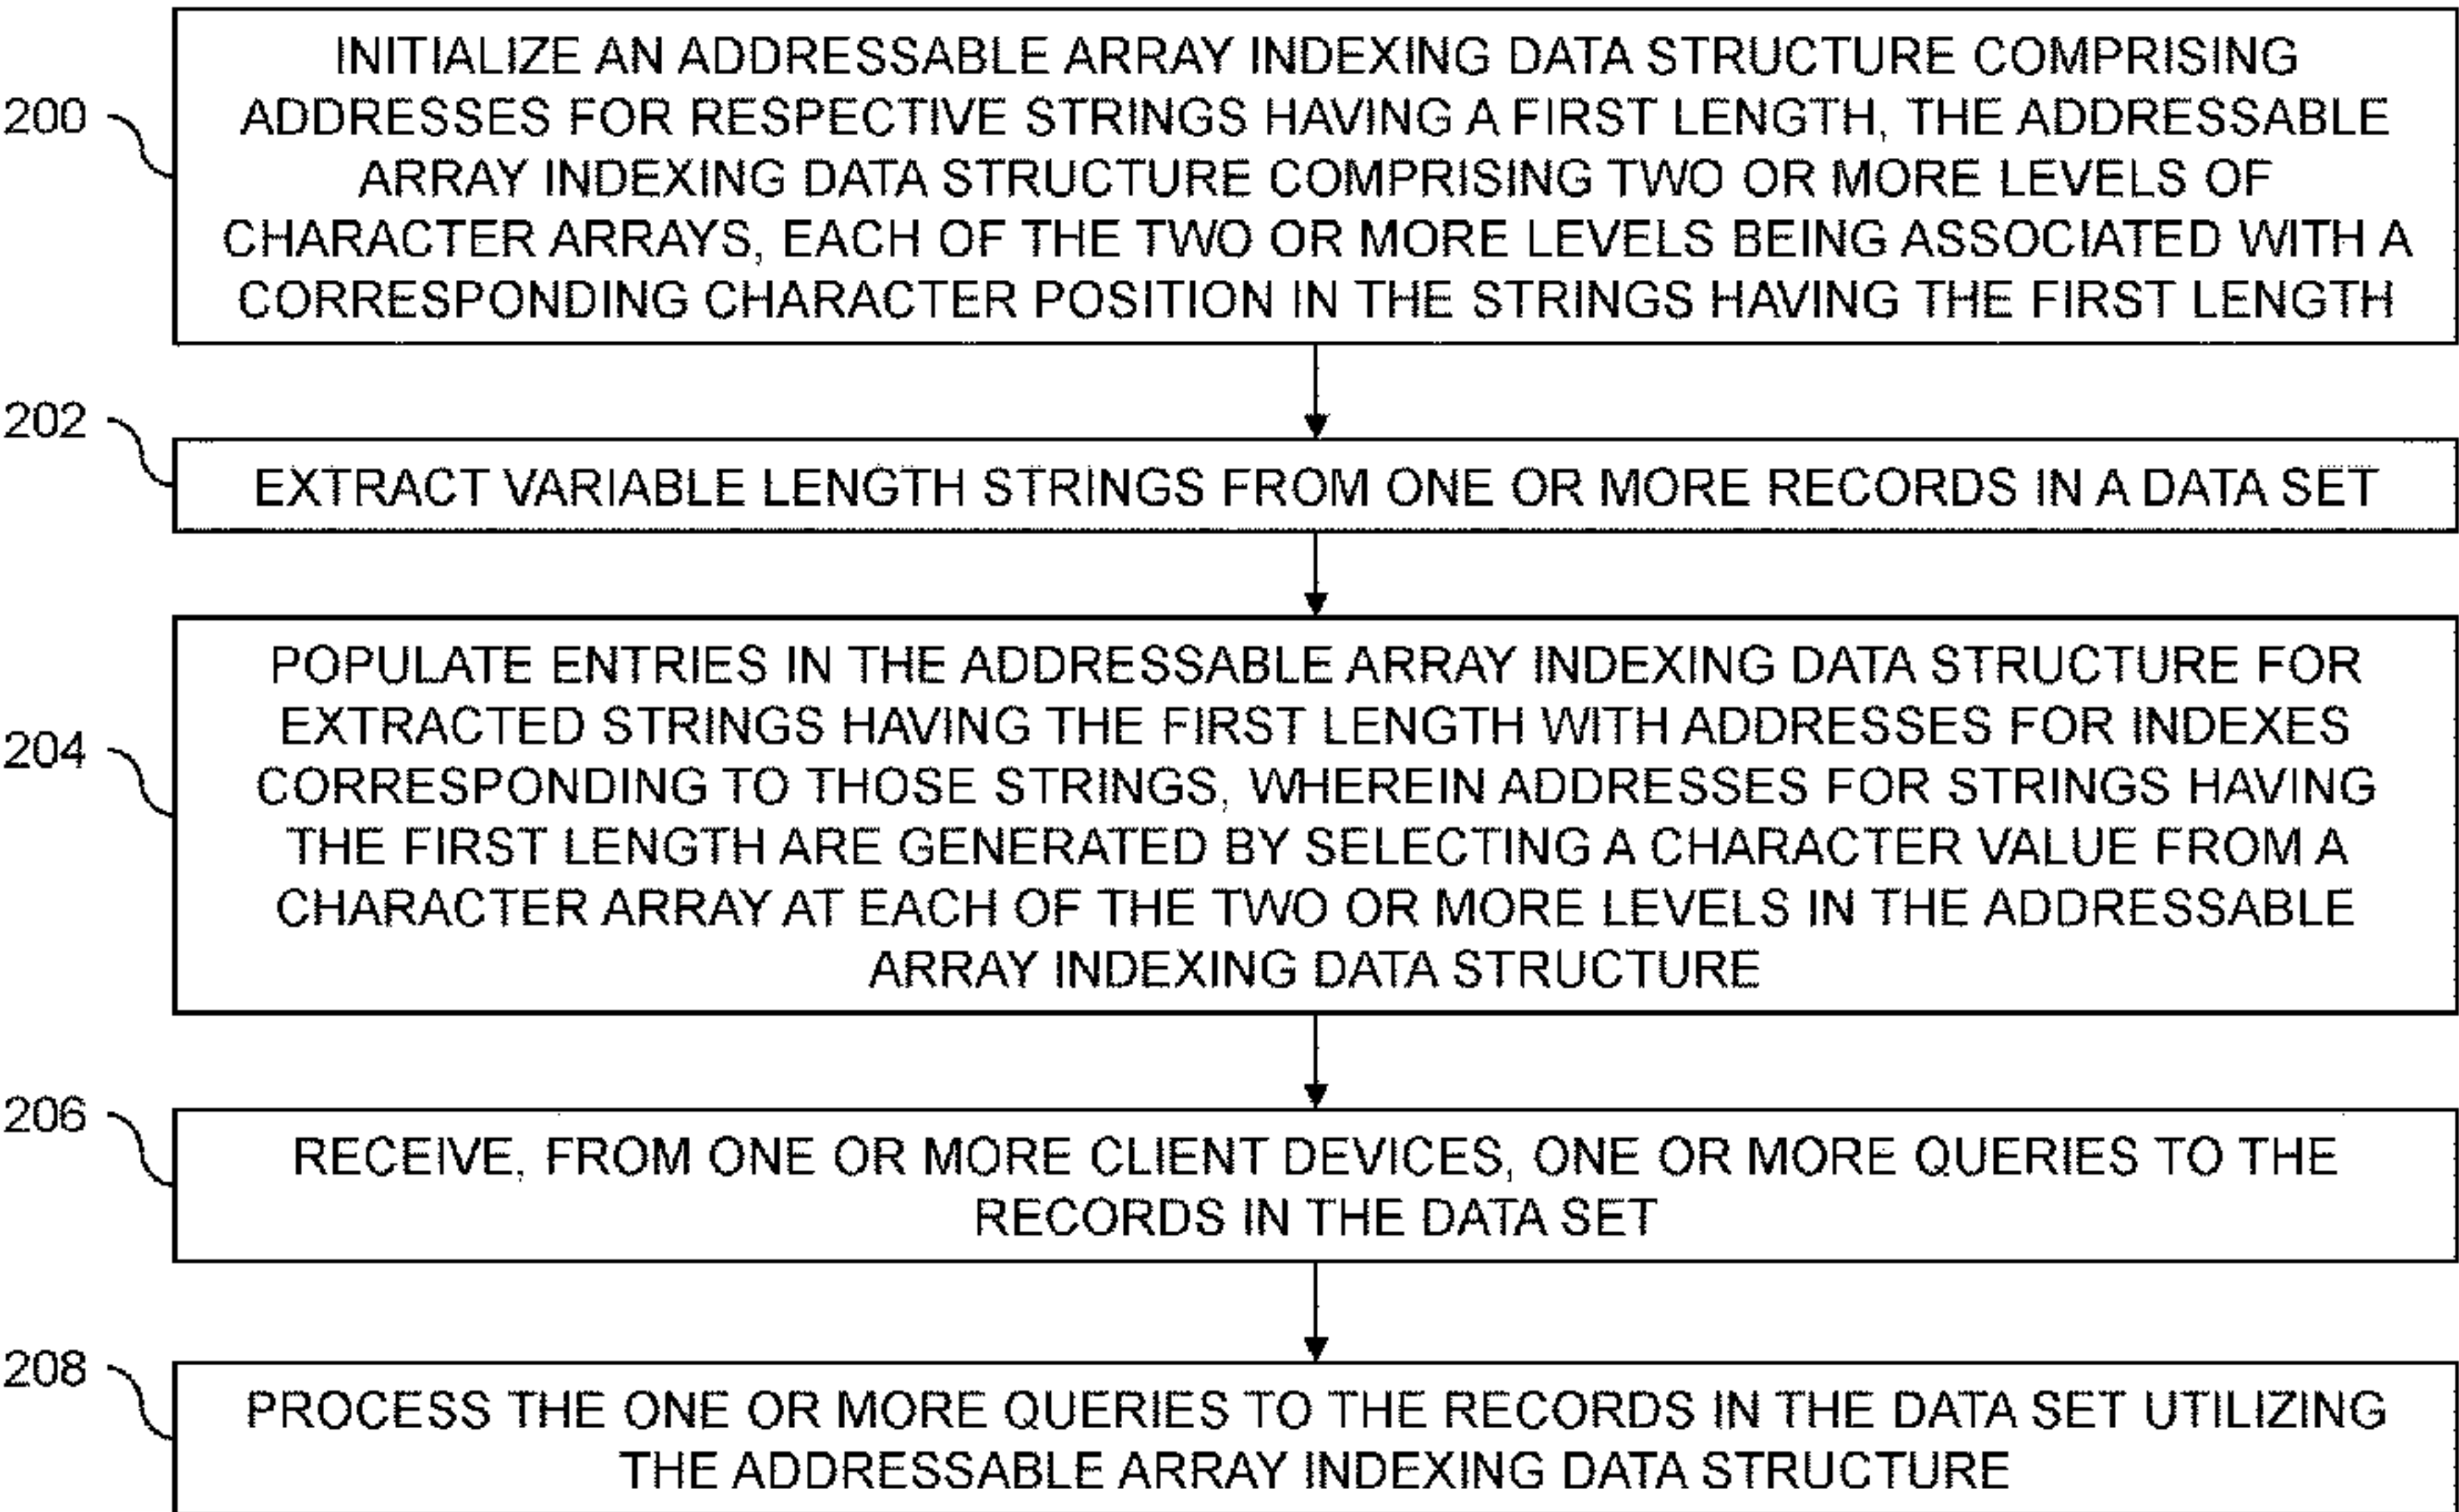 INITIALIZE AN ADDRESSABLE ARRAY INDEXING DATA STRUCTURE COMPRISING
200 ADDRESSES FOR RESPECTIVE STRINGS HAVING A FIRST LENGTH, THE ADDRESSABLE
ARRAY INDEXING DATA STRUCTURE COMPRISING TWO OR MORE LEVELS OF
CHARACTER ARRAYS, EACH OF THE TWO OR MORE LEVELS BEING ASSOCIATED WITH A
CORRESPONDING CHARACTER POSITION IN THE STRINGS HAVING THE FIRST LENGTH
202
EXTRACT VARIABLE LENGTH STRINGS FROM ONE OR MORE RECORDS IN A DATA SET
POPULATE ENTRIES IN THE ADDRESSABLE ARRAY INDEXING DATA STRUCTURE FOR
EXTRACTED STRINGS HAVING THE FIRST LENGTH WITH ADDRESSES FOR INDEXES
204
CORRESPONDING TO THOSE STRINGS, WHEREIN ADDRESSES FOR STRINGS HAVING
THE FIRST LENGTH ARE GENERATED BY SELECTING A CHARACTER VALUE FROM A
CHARACTER ARRAY AT EACH OF THE TWO OR MORE LEVELS IN THE ADDRESSABLE
ARRAY INDEXING DATA STRUCTURE
206
RECEIVE, FROM ONE OR MORE CLIENT DEVICES, ONE OR MORE QUERIES TO THE
RECORDS IN THE DATA SET
208
PROCESS THE ONE OR MORE QUERIES TO THE RECORDS IN THE DATA SET UTILIZING
THE ADDRESSABLE ARRAY INDEXING DATA STRUCTURE